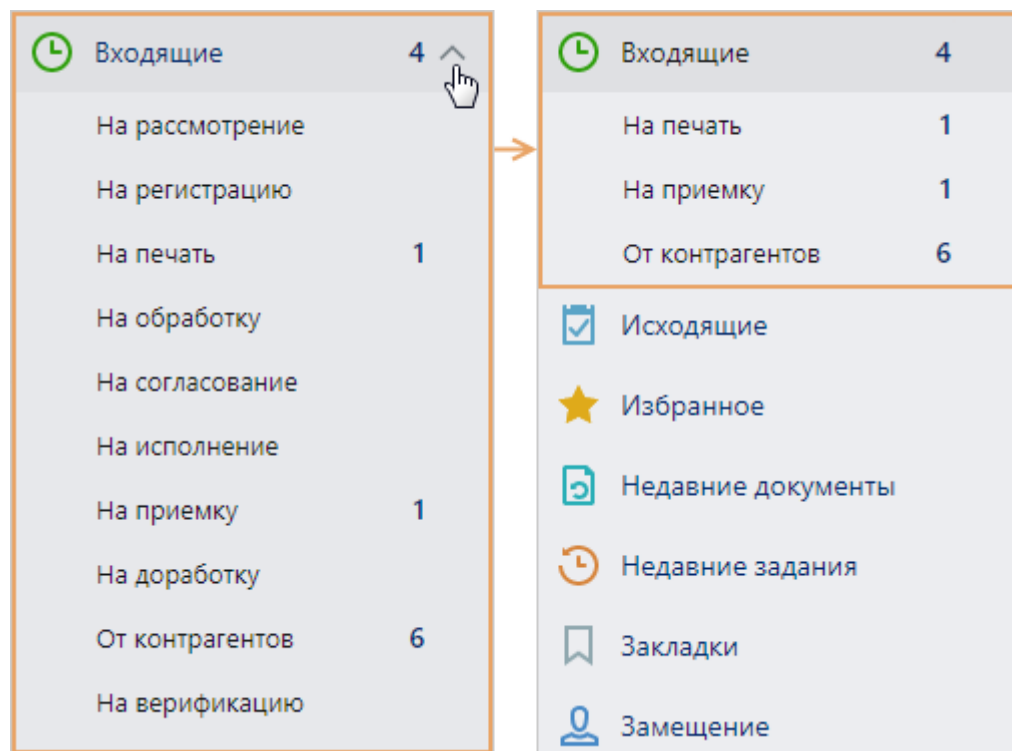 Входящие 4
На рассмотрение
На регистрацию
На печать 1
На обработку
На согласование
На исполнение
На приемку 1
На доработку
От контрагентов 6
На верификацию
Входящие 4
На печать 1
На приемку 1
От контрагентов 6
Исходящие
Избранное
Недавние документы
Недавние задания
Закладки
Замещение